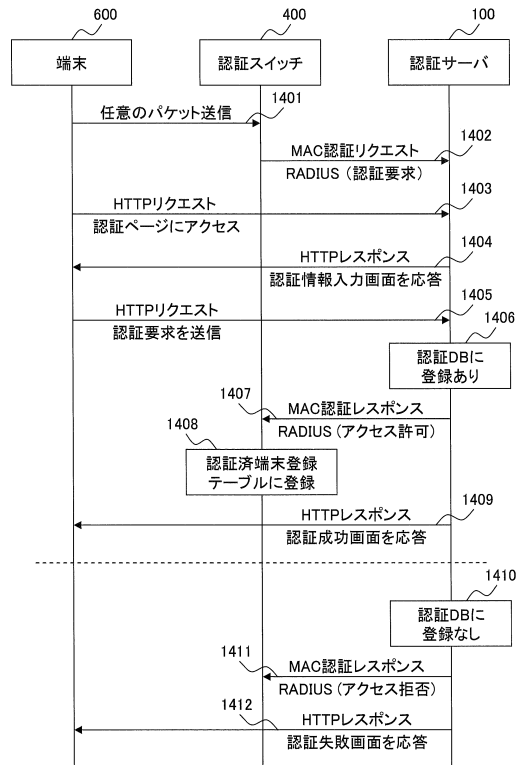 600
400
100
端末
認証スイッチ
認証サーバ
任意のパケット送信
1401
MAC認証リクエスト
1402
RADIUS（認証要求）
HTTPリクエスト
1403
認証ページにアクセス
HTTPレスポンス
1404
認証情報入力画面を応答
HTTPリクエスト
1405
認証要求を送信
1406
認証DBに
登録あり
1407
MAC認証レスポンス
RADIUS（アクセス許可）
1408
認証済端末登録
テーブルに登録
HTTPレスポンス
1409
認証成功画面を応答
1410
認証DBに
登録なし
1411
MAC認証レスポンス
RADIUS（アクセス拒否）
1412
HTTPレスポンス
認証失敗画面を応答